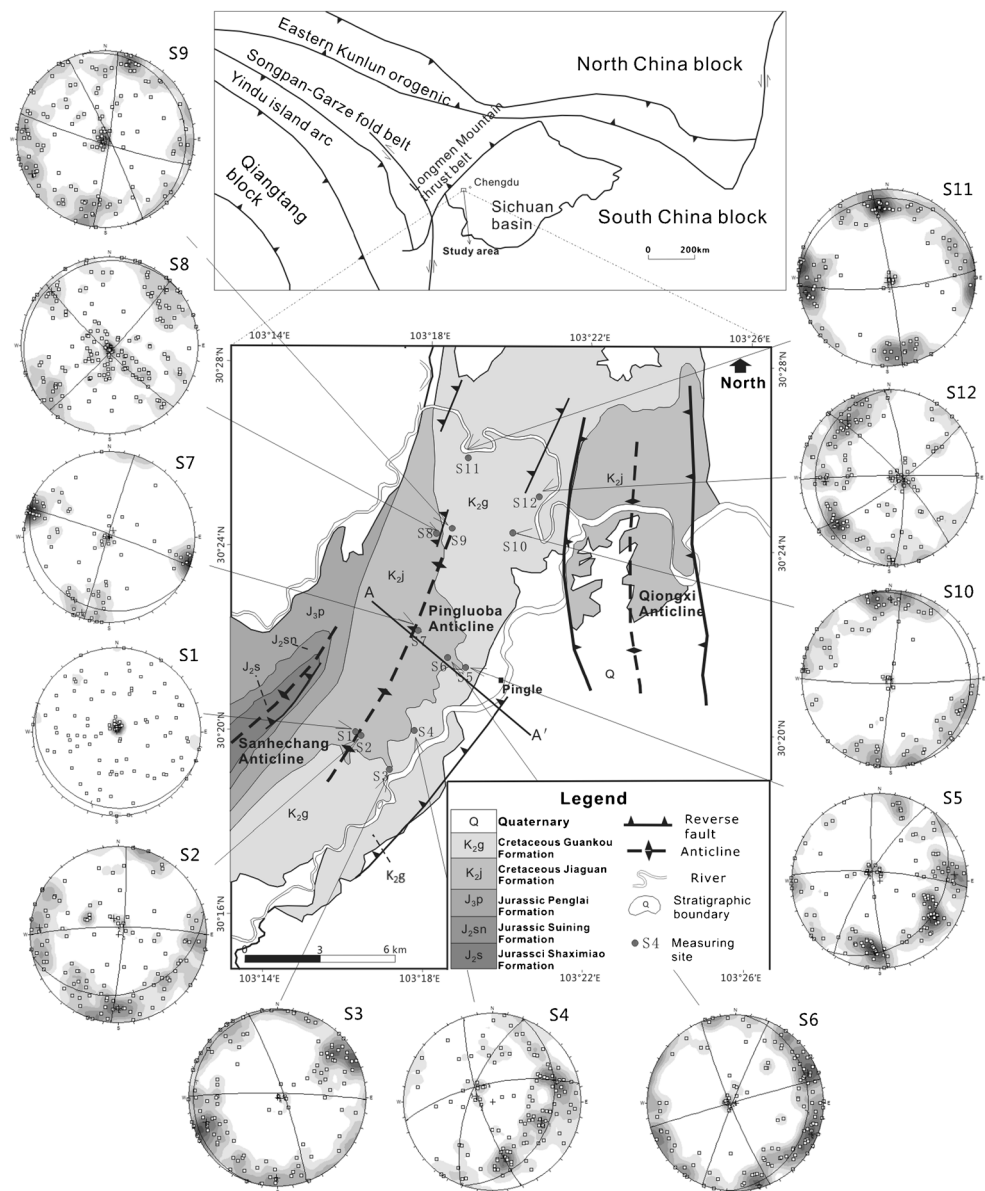 Eastern Kunlun orogenic
Songpan-Garze fold belt
Yindu island arc
Qiangtang
block
North China block
Longmen Mountain
thrust belt
Chengdu
Sichuan
basin
South China block
Study area
0 200km
S9
S8
S7
S1
S2
S3
S4
S6
S5
S10
S12
S11
103°14′E
103°18′E
103°22′E
103°26′E
30°28′N
30°28′N
North
S11
K₂g
K₂j
S12
S8
S9
S10
30°24′N
30°24′N
K₂j
A
J₃p
Pingluoba
Anticline
Qiongxi
Anticline
S7
J₂sn
J₂s
S6
S5
Q
Pingle
30°20′N
30°20′N
S1
S2
S4
A′
Sanhechang
Anticline
S3
K₂g
K₂g
30°16′N
0 3 6 km
103°14′E
103°18′E
103°22′E
103°26′E
Legend
Q Quaternary
K₂g Cretaceous Guankou
Formation
K₂j Cretaceous Jiaguan
Formation
J₃p Jurassic Penglai
Formation
J₂sn Jurassic Suining
Formation
J₂s Jurassci Shaximiao
Formation
Reverse
fault
Anticline
River
Q Stratigraphic
boundary
S4 Measuring
site